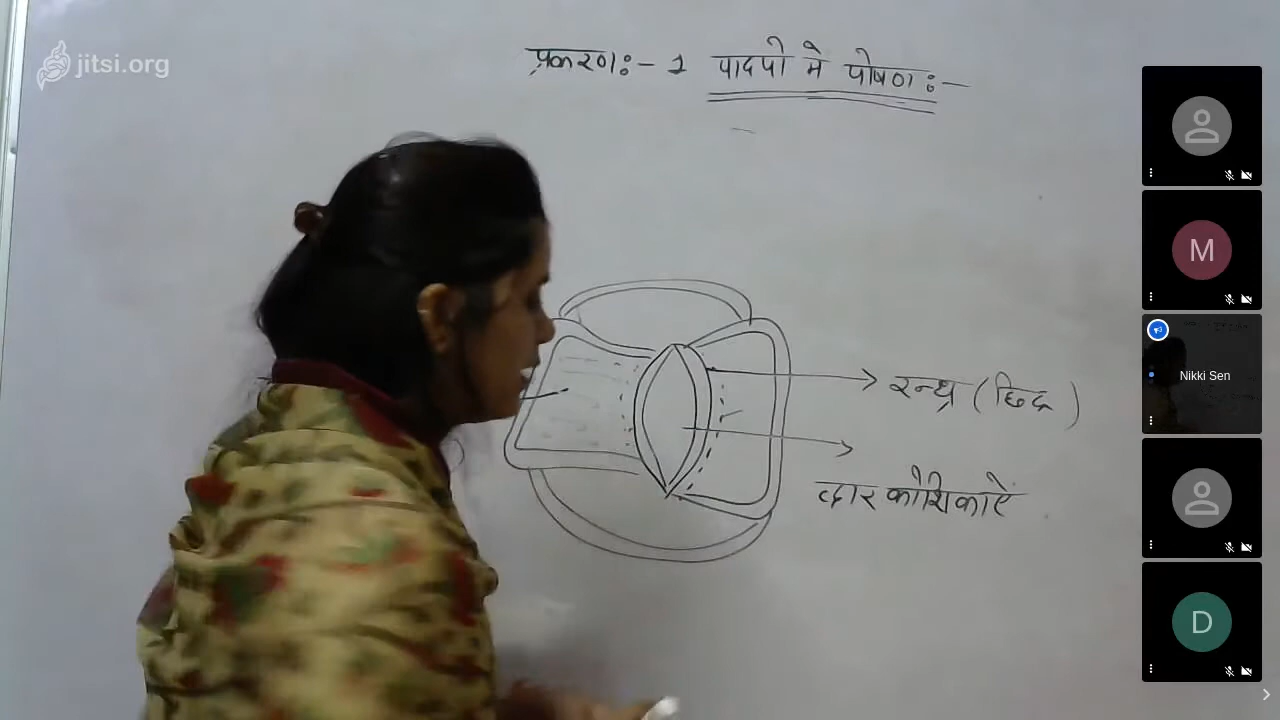 jitsi.org
प्रकरण:- 1 पादपो मे पोषण :-
M
Nikki Sen
रन्ध्र (छिद्र)
द्वार कोशिकाऐं
D